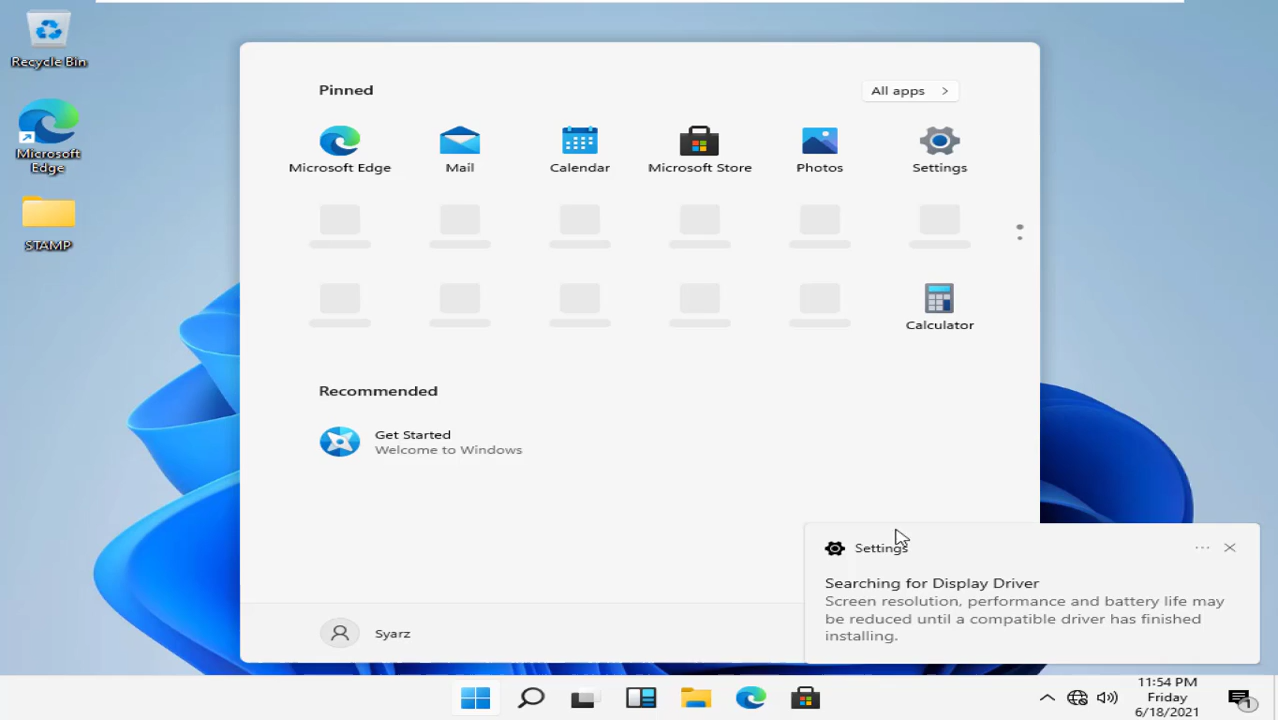 Recycle Bin
Microsoft
Edge
STAMP
Pinned
All apps
Microsoft Edge
Mail
Calendar
Microsoft Store
Photos
Settings
Calculator
Recommended
Get Started
Welcome to Windows
Syarz
Settings
Searching for Display Driver
Screen resolution, performance and battery life may
be reduced until a compatible driver has finished
installing.
11:54 PM
Friday
6/18/2021
1